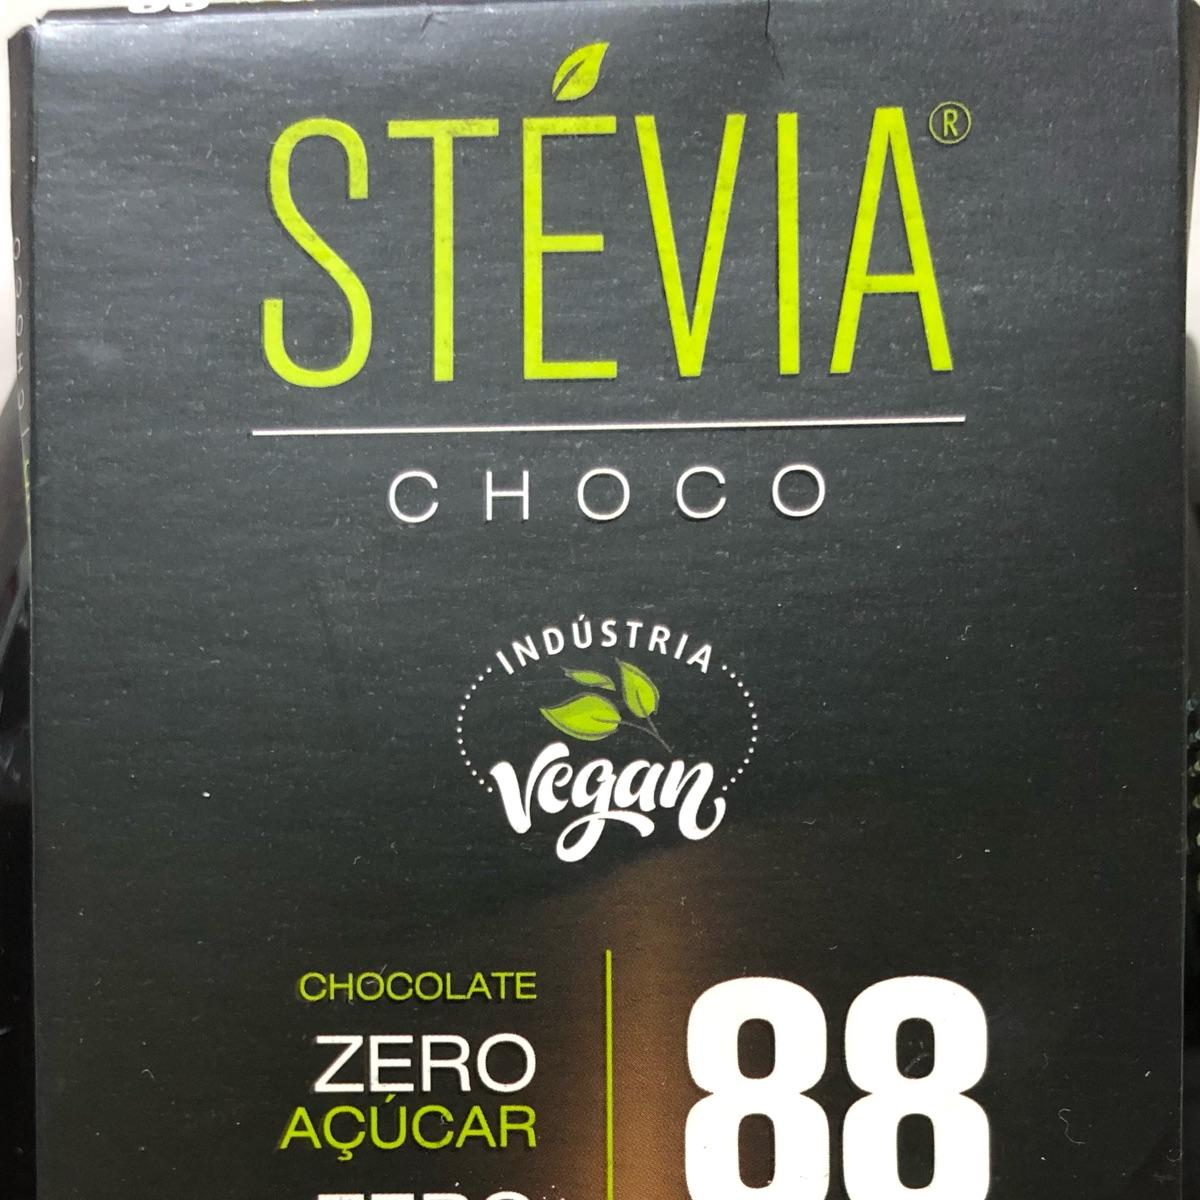 STÉVIA®
CHOCO
INDÚSTRIA
Vegan
CHOCOLATE
ZERO
AÇÚCAR
88